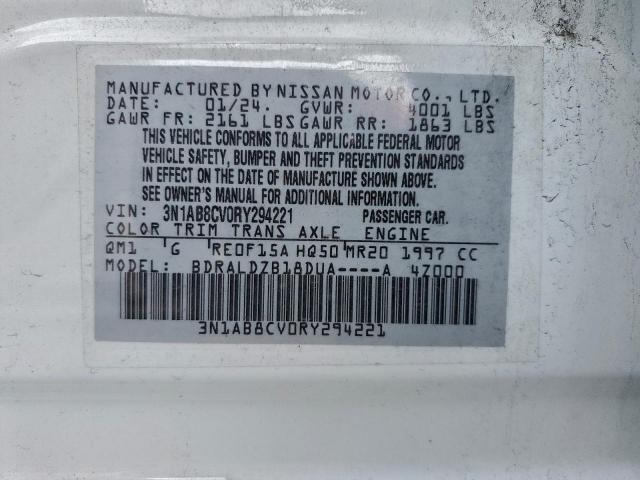 MANUFACTURED BY NISSAN MOTOR CO., LTD.
DATE: 01/24. GVWR: 4001 LBS
GAWR FR: 2161 LBS GAWR RR: 1863 LBS
THIS VEHICLE CONFORMS TO ALL APPLICABLE FEDERAL MOTOR
VEHICLE SAFETY, BUMPER AND THEFT PREVENTION STANDARDS
IN EFFECT ON THE DATE OF MANUFACTURE SHOWN ABOVE.
SEE OWNER'S MANUAL FOR ADDITIONAL INFORMATION.
VIN: 3N1AB8CV0RY294221 PASSENGER CAR.
COLOR TRIM TRANS AXLE ENGINE
QM1 G RE0F15A HQ50 MR20 1997 CC
MODEL: BDRALDZB18DUA----A 4Z000
3N1AB8CV0RY294221